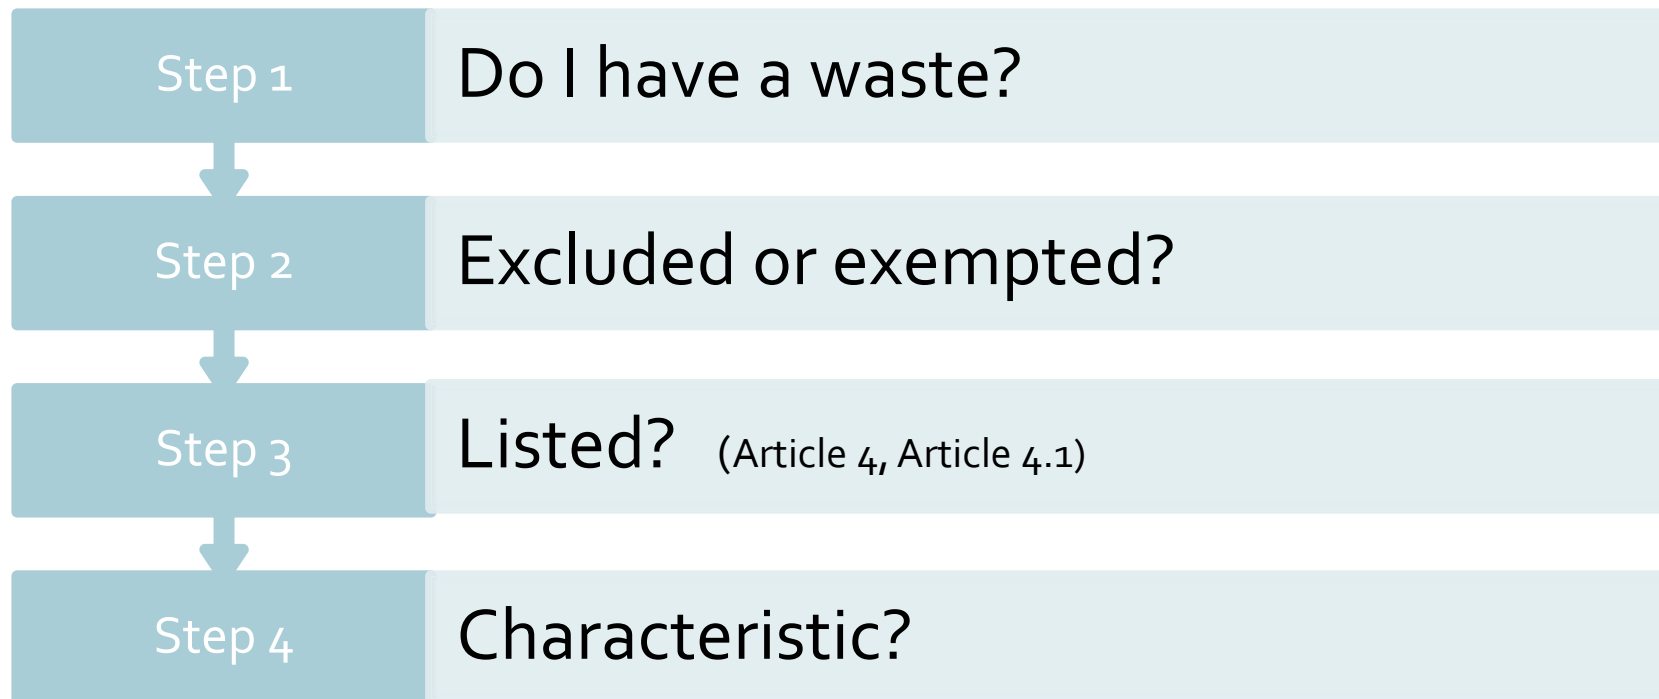 Step 1
Do I have a waste?
Step 2
Excluded or exempted?
Step 3
Listed? (Article 4, Article 4.1)
Step 4
Characteristic?